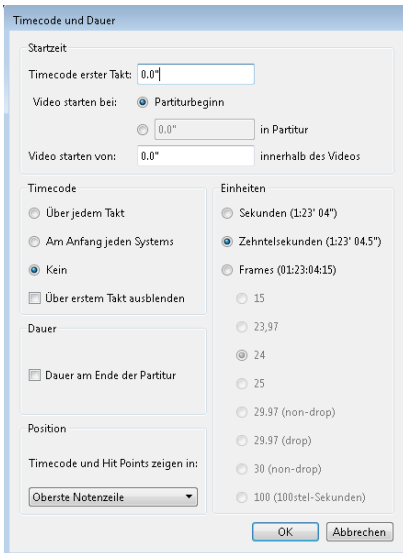 Timecode und Dauer
Startzeit
Timecode erster Takt: 0.0"
Video starten bei: Partiturbeginn
0.0" in Partitur
Video starten von: 0.0" innerhalb des Videos
Timecode
Über jedem Takt
Am Anfang jeden Systems
Kein
Über erstem Takt ausblenden
Dauer
Dauer am Ende der Partitur
Position
Timecode und Hit Points zeigen in:
Oberste Notenzeile
Einheiten
Sekunden (1:23' 04")
Zehntelsekunden (1:23' 04.5")
Frames (01:23:04:15)
15
23,97
24
25
29.97 (non-drop)
29.97 (drop)
30 (non-drop)
100 (100stel-Sekunden)
OK Abbrechen